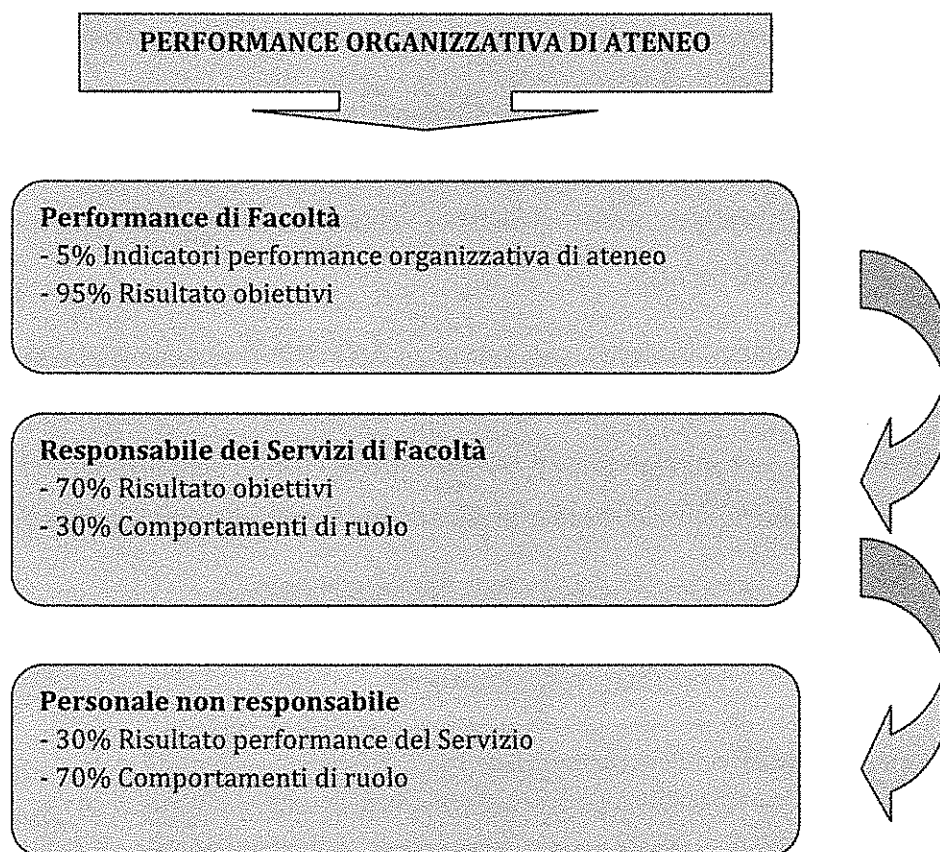 PERFORMANCE ORGANIZZATIVA DI ATENEO
Performance di Facoltà
- 5% Indicatori performance organizzativa di ateneo
- 95% Risultato obiettivi
Responsabile dei Servizi di Facoltà
- 70% Risultato obiettivi
- 30% Comportamenti di ruolo
Personale non responsabile
- 30% Risultato performance del Servizio
- 70% Comportamenti di ruolo